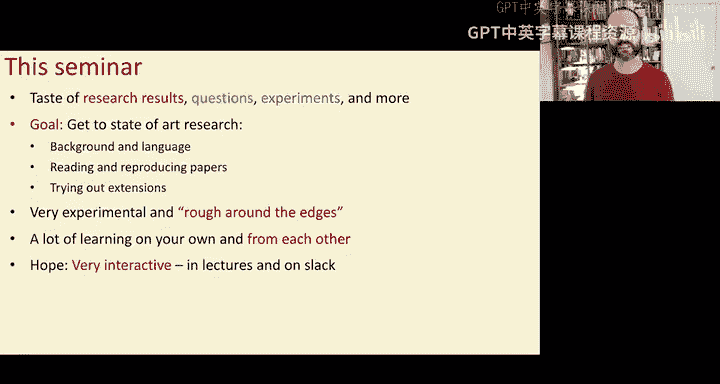 GPT中英字幕课程资源
This seminar
• Taste of research results, questions, experiments, and more
• Goal: Get to state of art research:
• Background and language
• Reading and reproducing papers
• Trying out extensions
• Very experimental and “rough around the edges”
• A lot of learning on your own and from each other
• Hope: Very interactive – in lectures and on slack